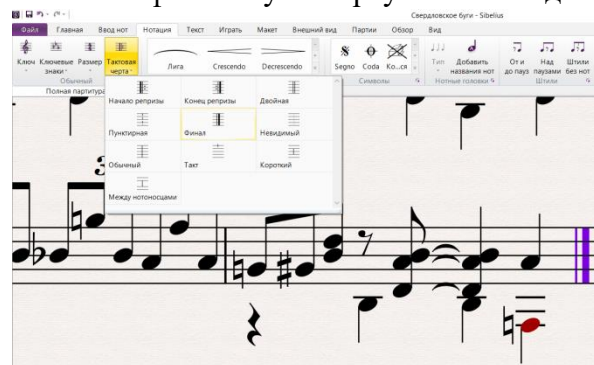 Свердловское буги - Sibelius
Файл Главная Ввод нот Нотация Текст Играть Макет Внешний вид Партии Обзор Вид
Ключ Ключевые знаки Размер Тактовая черта Лига Crescendo Decrescendo Segno Coda Ко...ся Тип Добавить названия нот От и до пауз Над паузами Штили без нот
Обычный Символы Нотные головки Штили
Полная партитура
Начало репризы Конец репризы Двойная
Пунктирная Финал Невидимый
Обычный Такт Короткий
Между нотоносцами
3